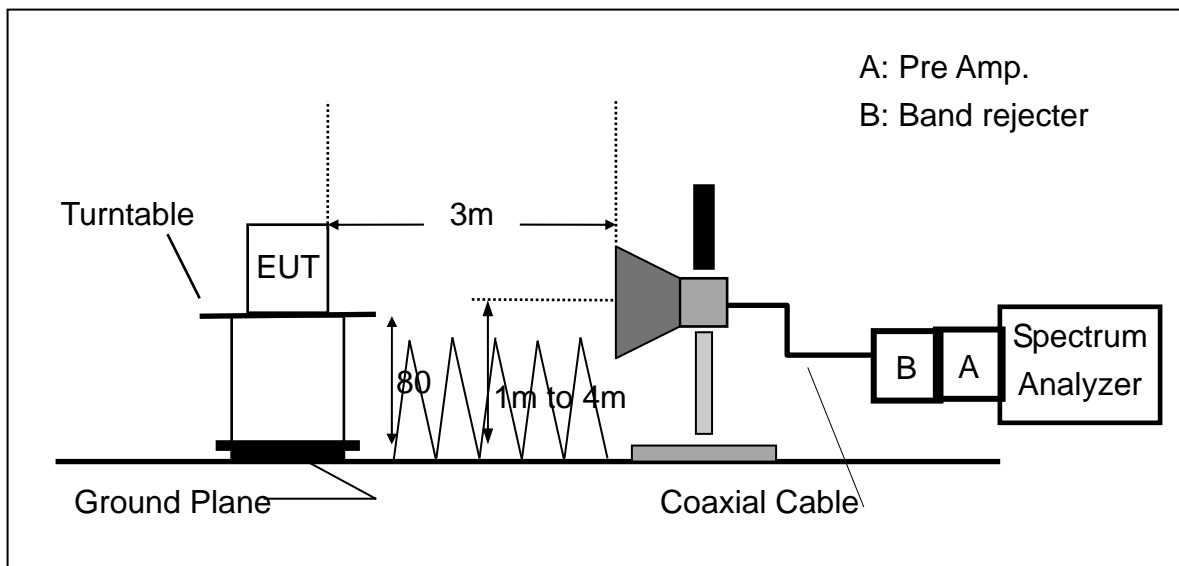 A: Pre Amp.
B: Band rejecter
Turntable
3m
EUT
80
1m to 4m
B
A
Spectrum
Analyzer
Ground Plane
Coaxial Cable